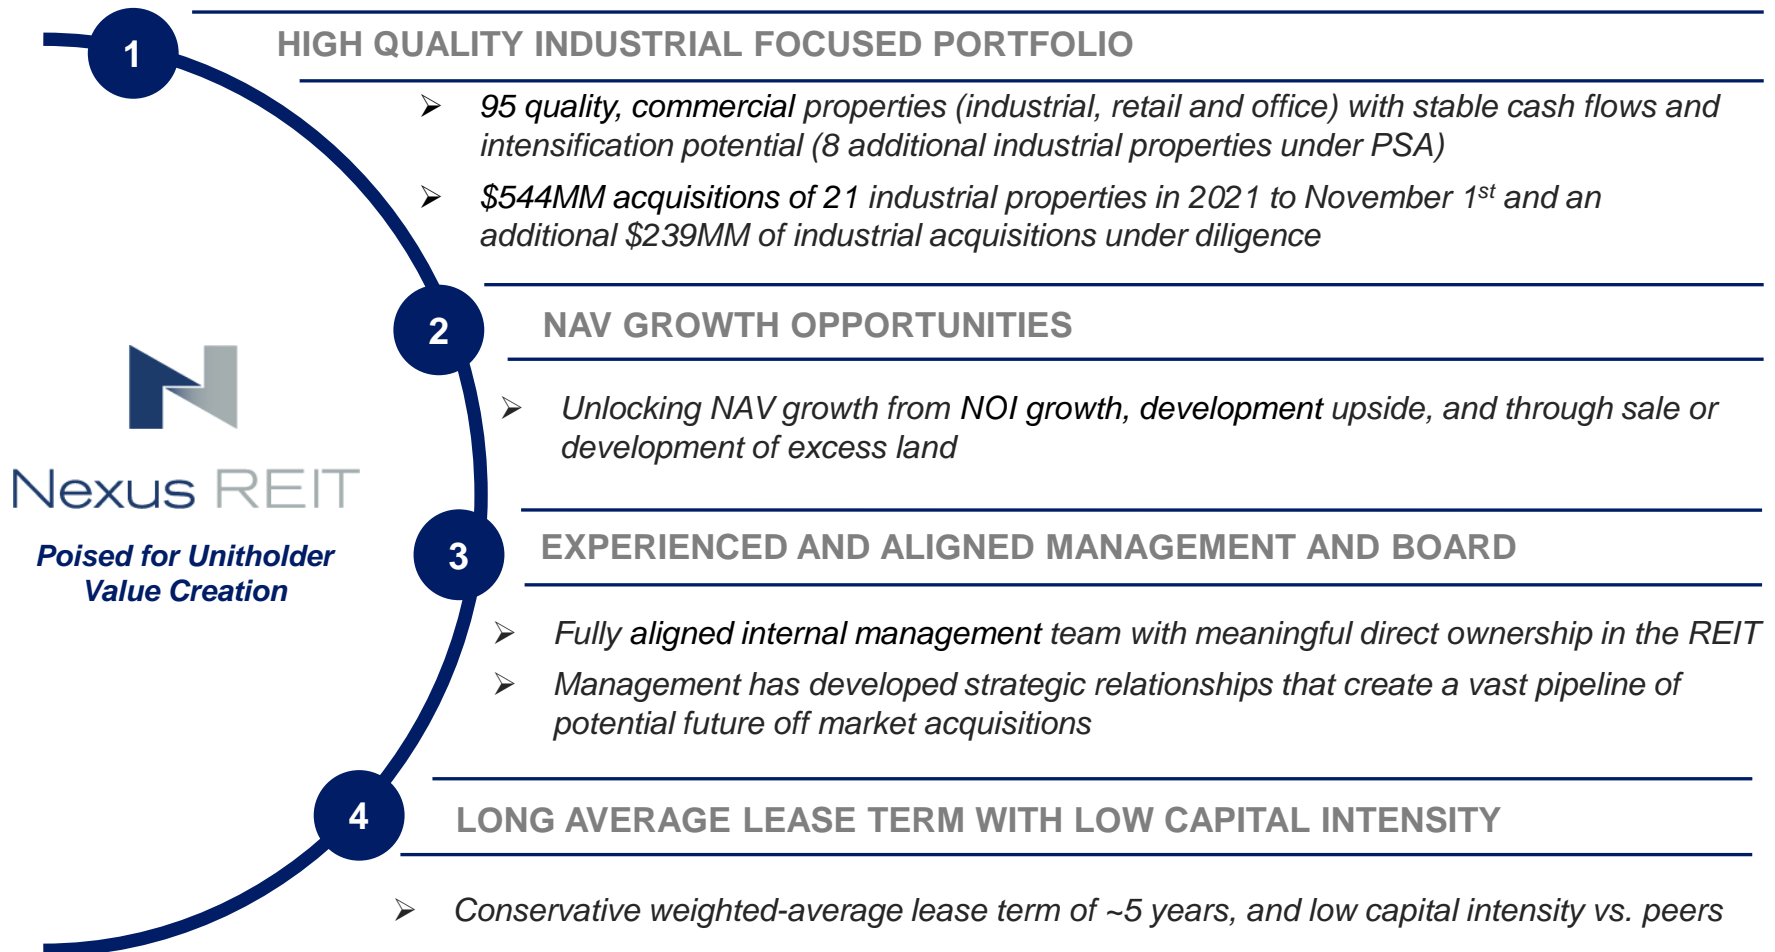 1
HIGH QUALITY INDUSTRIAL FOCUSED PORTFOLIO
➢ 95 quality, commercial properties (industrial, retail and office) with stable cash flows and
intensification potential (8 additional industrial properties under PSA)
➢ $544MM acquisitions of 21 industrial properties in 2021 to November 1st and an
additional $239MM of industrial acquisitions under diligence
2
NAV GROWTH OPPORTUNITIES
➢ Unlocking NAV growth from NOI growth, development upside, and through sale or
development of excess land
Nexus REIT
Poised for Unitholder
Value Creation
3
EXPERIENCED AND ALIGNED MANAGEMENT AND BOARD
➢ Fully aligned internal management team with meaningful direct ownership in the REIT
➢ Management has developed strategic relationships that create a vast pipeline of
potential future off market acquisitions
4
LONG AVERAGE LEASE TERM WITH LOW CAPITAL INTENSITY
➢ Conservative weighted-average lease term of ~5 years, and low capital intensity vs. peers